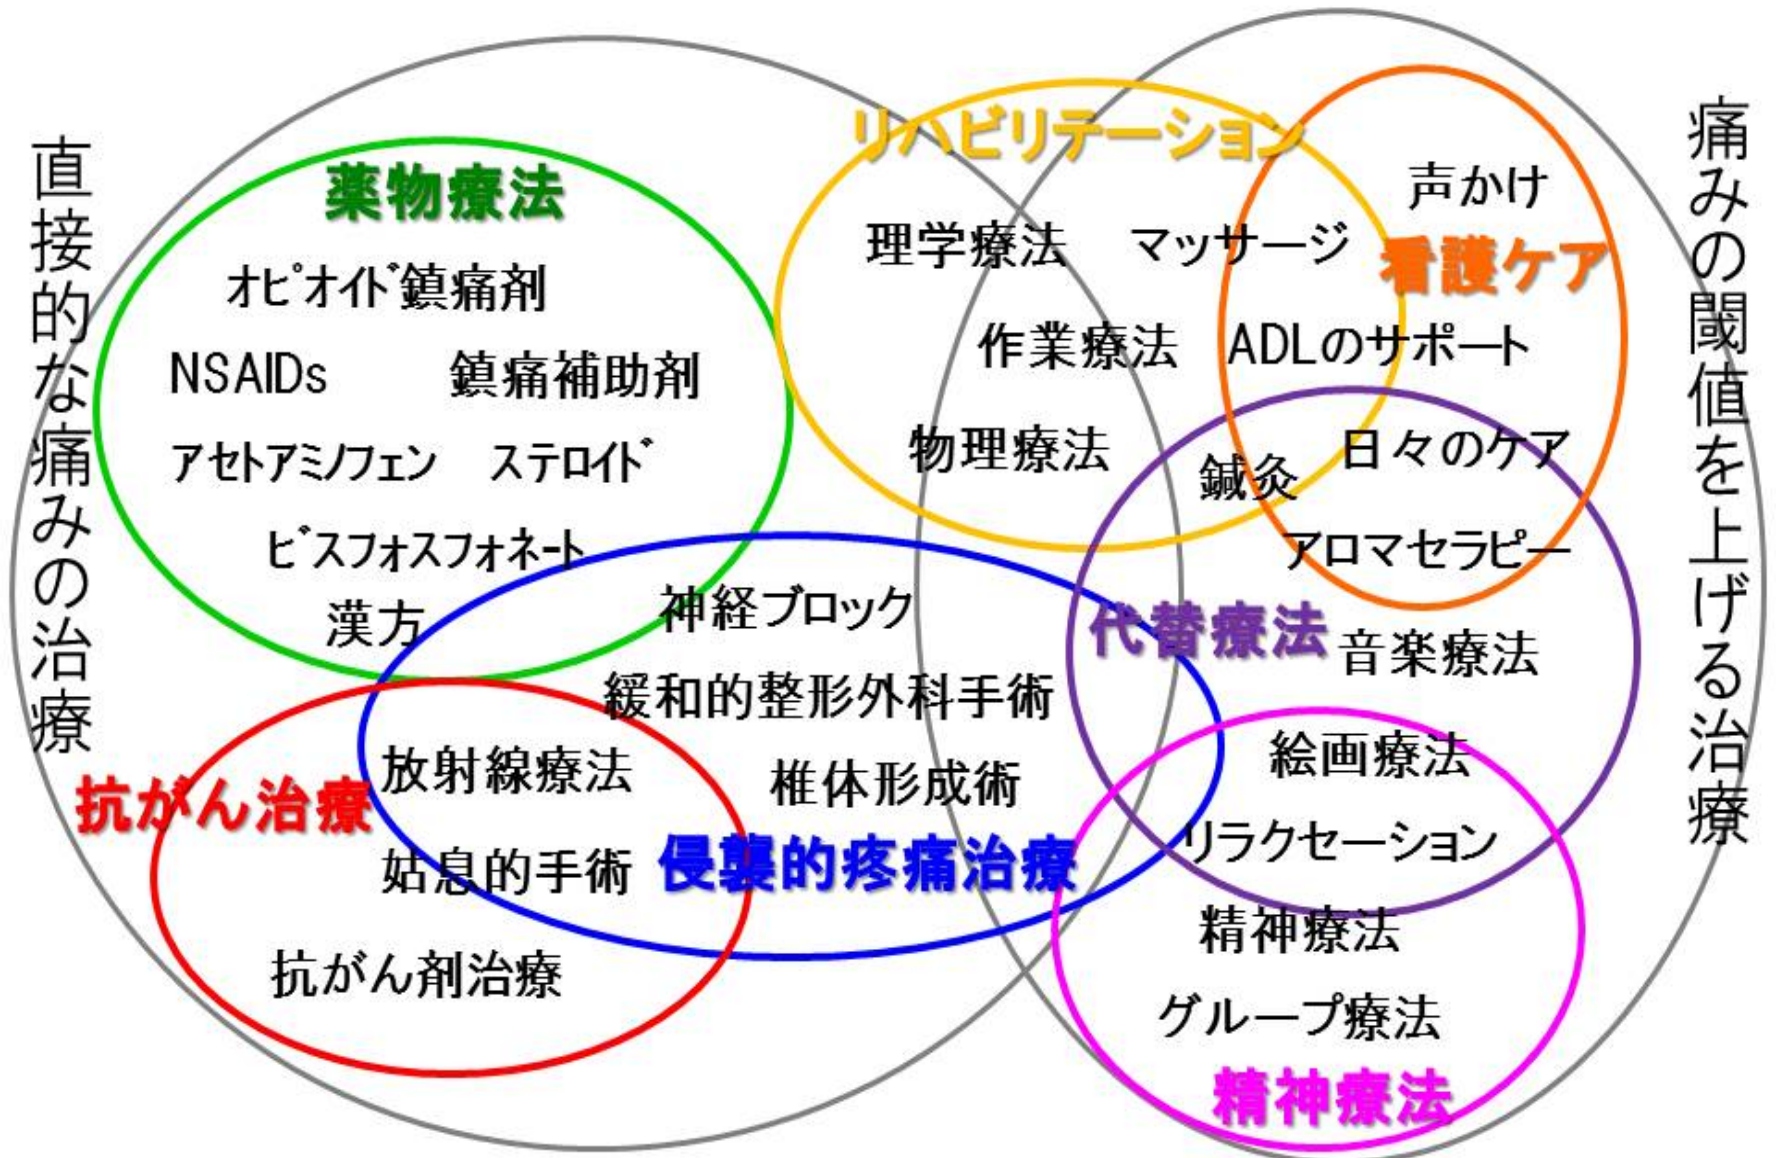 直接的な痛みの治療
薬物療法
オピオイド鎮痛剤
NSAIDs
鎮痛補助剤
アセトアミノフェン
ステロイド
ビスフォスフォネート
漢方
抗がん治療
放射線療法
姑息的手術
抗がん剤治療
神経ブロック
緩和的整形外科手術
椎体形成術
侵襲的疼痛治療
リハビリテーション
理学療法
マッサージ
作業療法
物理療法
鍼灸
声かけ
看護ケア
ADLのサポート
日々のケア
アロマセラピー
代替療法
音楽療法
絵画療法
リラクセーション
精神療法
グループ療法
精神療法
痛みの閾値を上げる治療